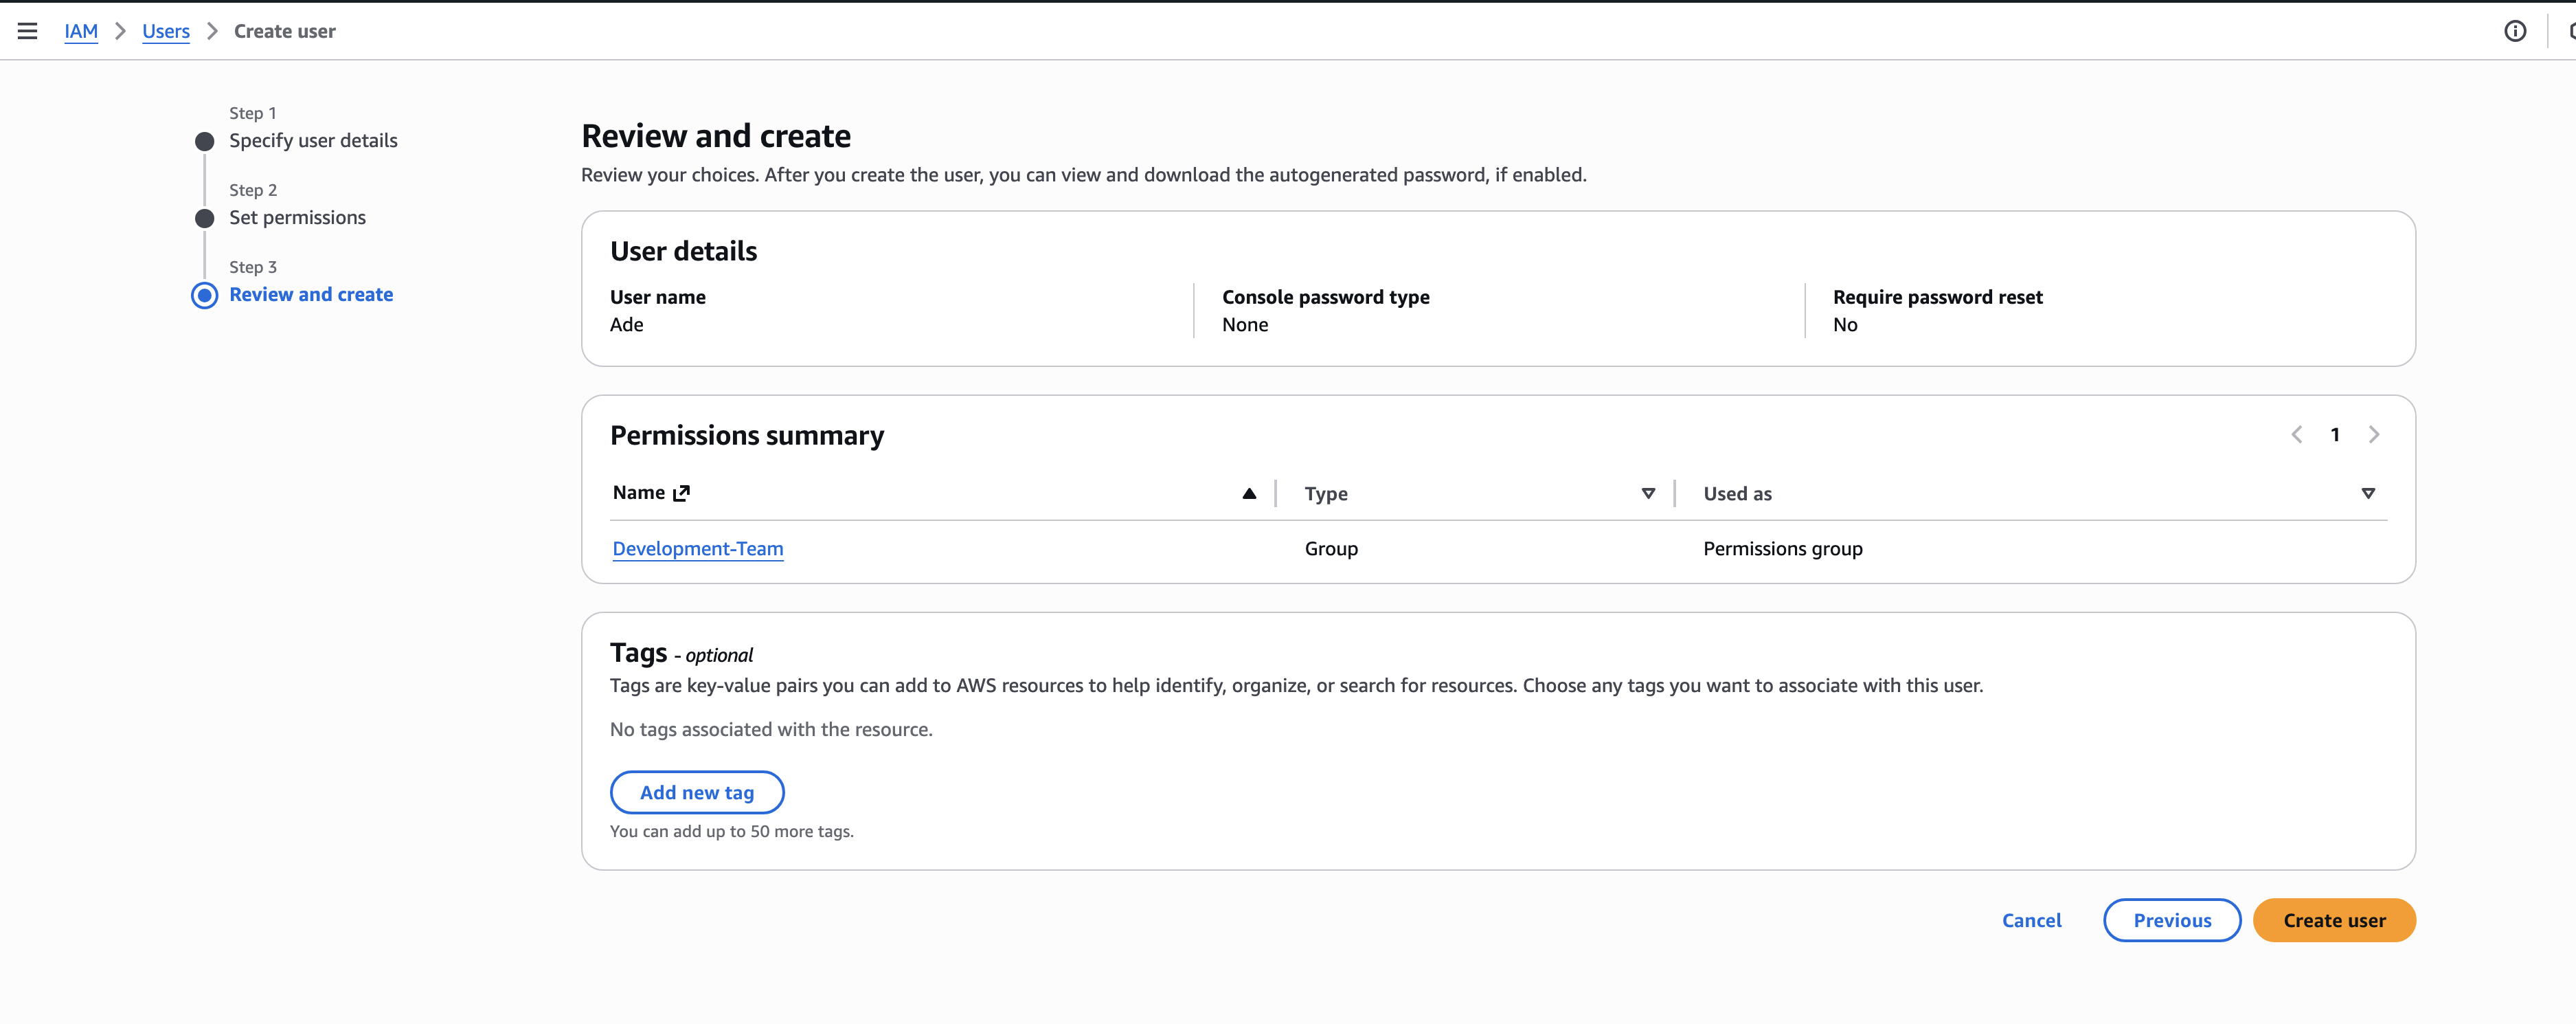 IAM > Users > Create user
Step 1
Specify user details
Step 2
Set permissions
Step 3
Review and create
Review and create
Review your choices. After you create the user, you can view and download the autogenerated password, if enabled.
User details
User name
Ade
Console password type
None
Require password reset
No
Permissions summary
1
Name Type Used as
Development-Team Group Permissions group
Tags - optional
Tags are key-value pairs you can add to AWS resources to help identify, organize, or search for resources. Choose any tags you want to associate with this user.
No tags associated with the resource.
Add new tag
You can add up to 50 more tags.
Cancel Previous Create user